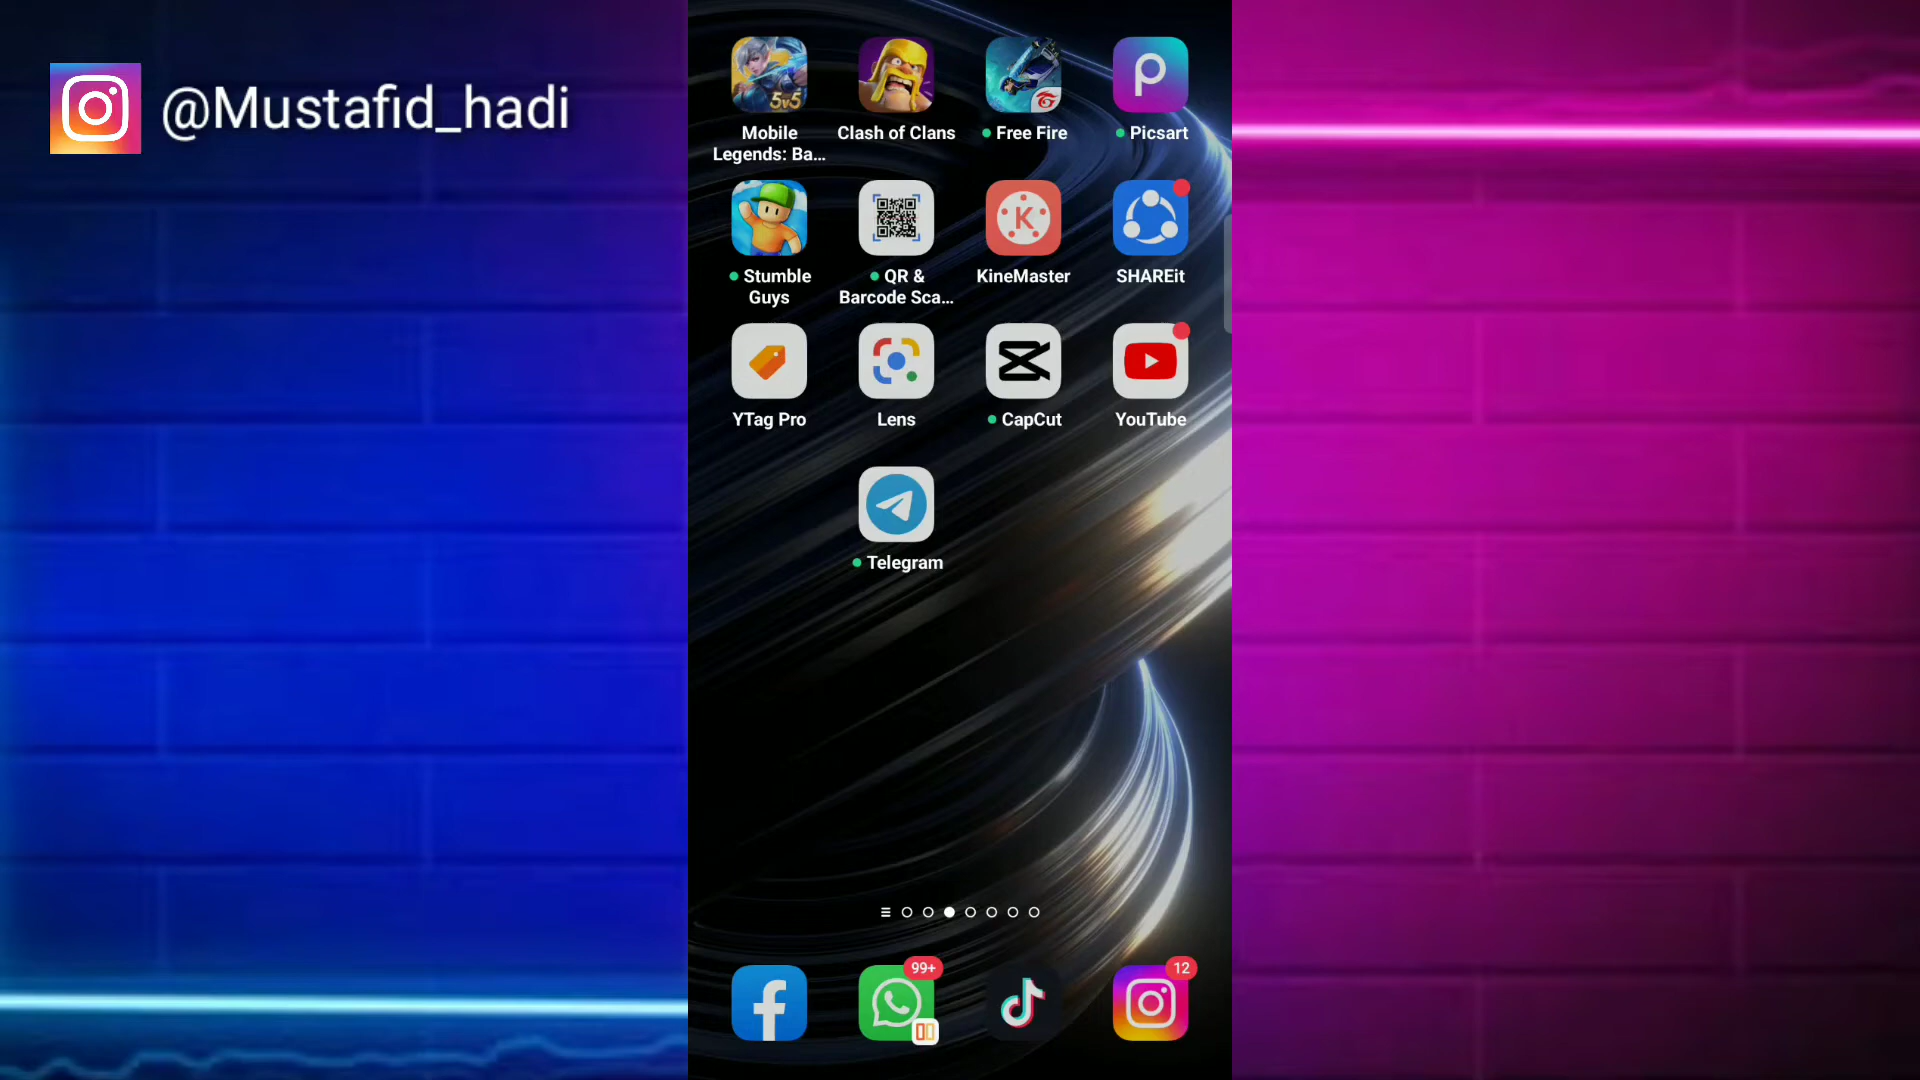 @Mustafid_hadi
5v5
Mobile
Legends: Ba...
Clash of Clans
Free Fire
Picsart
Stumble
Guys
QR &
Barcode Sca...
K
KineMaster
SHAREit
YTag Pro
Lens
CapCut
YouTube
Telegram
99+
12